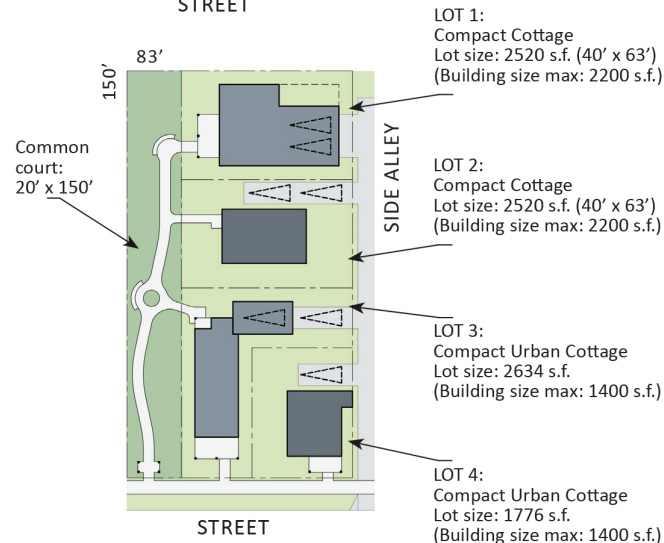 STREET
83’
150’
Common
court:
20’ x 150’
SIDE ALLEY
LOT 1:
Compact Cottage
Lot size: 2520 s.f. (40’ x 63’)
(Building size max: 2200 s.f.)
LOT 2:
Compact Cottage
Lot size: 2520 s.f. (40’ x 63’)
(Building size max: 2200 s.f.)
LOT 3:
Compact Urban Cottage
Lot size: 2634 s.f.
(Building size max: 1400 s.f.)
LOT 4:
Compact Urban Cottage
Lot size: 1776 s.f.
(Building size max: 1400 s.f.)
STREET